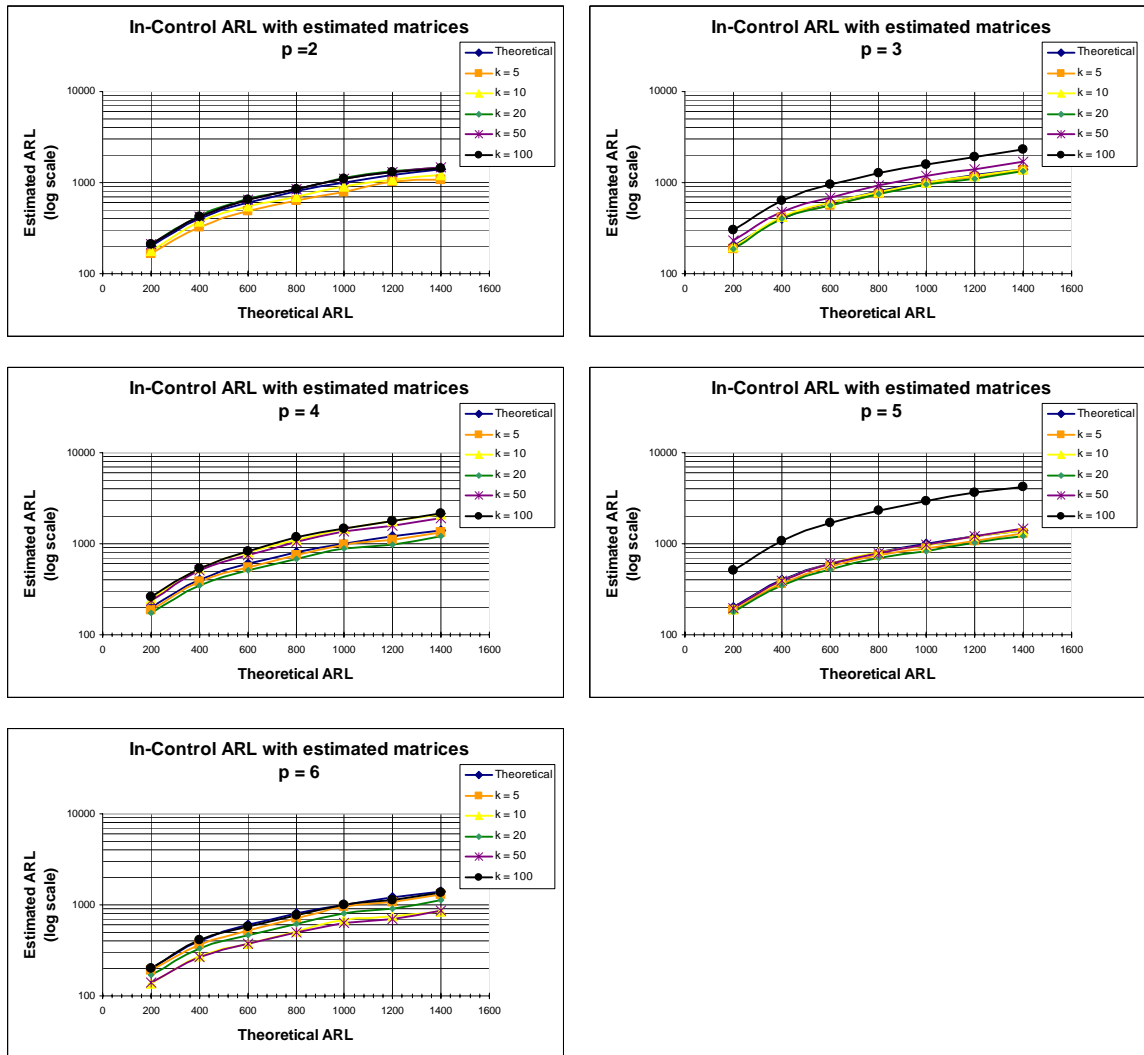 In-Control ARL with estimated matrices
p =2
Theoretical
k = 5
k = 10
k = 20
k = 50
k = 100
Estimated ARL
(log scale)
10000
1000
100
0 200 400 600 800 1000 1200 1400 1600
Theoretical ARL
In-Control ARL with estimated matrices
p = 3
Theoretical
k = 5
k = 10
k = 20
k = 50
k = 100
Estimated ARL
(log scale)
10000
1000
100
0 200 400 600 800 1000 1200 1400 1600
Theoretical ARL
In-Control ARL with estimated matrices
p = 4
Theoretical
k = 5
k = 10
k = 20
k = 50
k = 100
Estimated ARL
(log scale)
10000
1000
100
0 200 400 600 800 1000 1200 1400 1600
Theoretical ARL
In-Control ARL with estimated matrices
p = 5
Theoretical
k = 5
k = 10
k = 20
k = 50
k = 100
Estimated ARL
(log scale)
10000
1000
100
0 200 400 600 800 1000 1200 1400 1600
Theoretical ARL
In-Control ARL with estimated matrices
p = 6
Theoretical
k = 5
k = 10
k = 20
k = 50
k = 100
Estimated ARL
(log scale)
10000
1000
100
0 200 400 600 800 1000 1200 1400 1600
Theoretical ARL